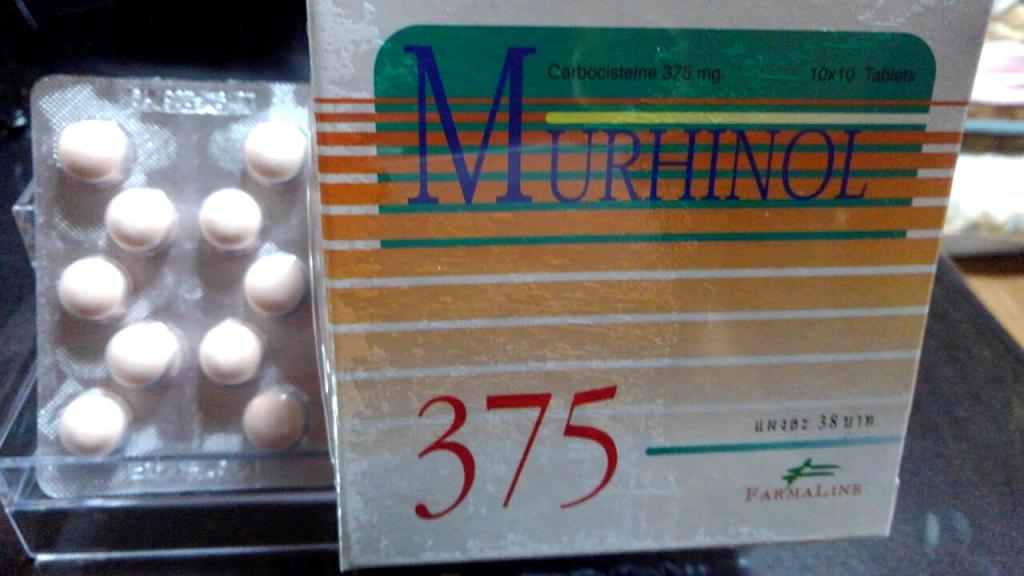 Carbocisteine 375 mg.
10x10 Tablets
MURHINOL
375
แผงละ 38 บาท
FARMALINE